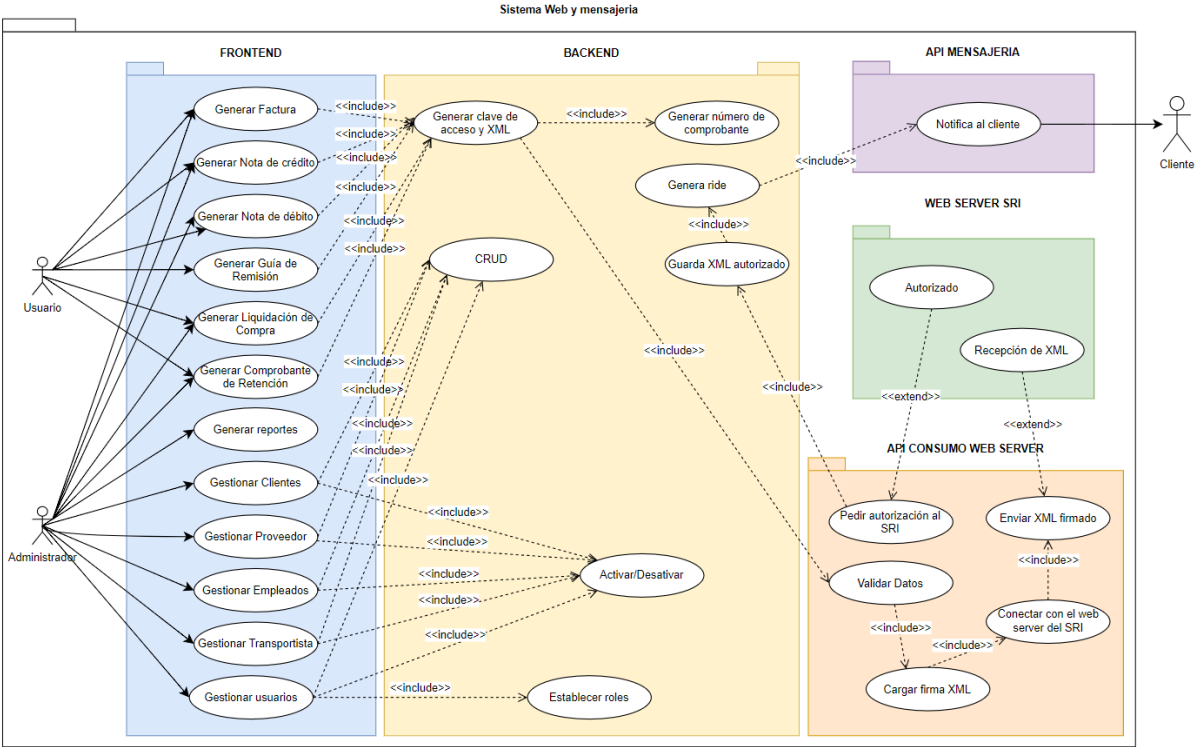 Sistema Web y mensajeria
FRONTEND
BACKEND
API MENSAJERIA
Generar Factura
<<include>>
Generar clave de
acceso y XML
<<include>>
Generar número de
comprobante
Notifica al cliente
Cliente
<<include>>
Generar Nota de crédito
<<include>>
<<include>>
Genera ride
Generar Nota de débito
<<include>>
<<include>>
WEB SERVER SRI
Usuario
Generar Guía de
Remisión
<<include>>
CRUD
Guarda XML autorizado
Autorizado
Generar Liquidación de
Compra
<<include>>
Recepción de XML
Generar Comprobante
de Retención
<<include>>
<<include>>
<<include>>
<<extend>>
Generar reportes
<<include>>
<<extend>>
<<include>>
API CONSUMO WEB SERVER
Gestionar Clientes
<<include>>
<<include>>
Pedir autorización al
SRI
Enviar XML firmado
Administrador
Gestionar Proveedor
<<include>>
<<include>>
Gestionar Empleados
<<include>>
Activar/Desativar
Validar Datos
<<include>>
Conectar con el web
server del SRI
<<include>>
Gestionar Transportista
<<include>>
<<include>>
Gestionar usuarios
<<include>>
Establecer roles
Cargar firma XML